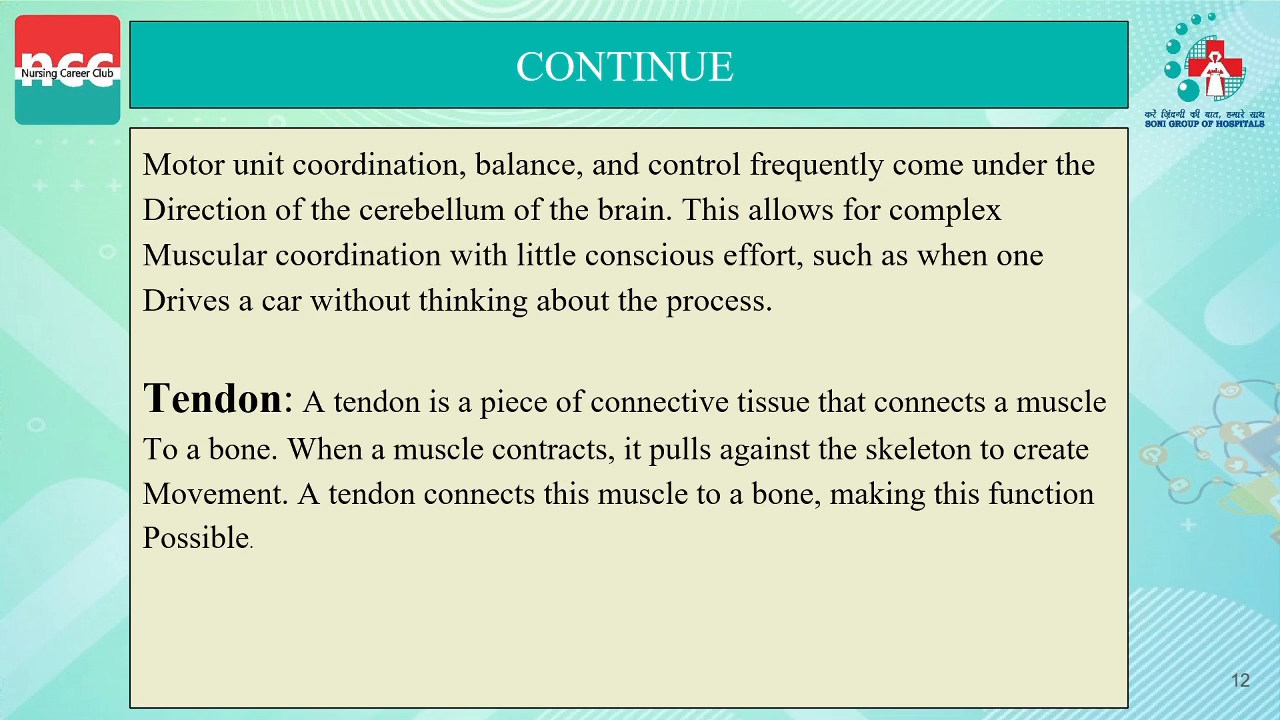 ncc
Nursing Career Club
CONTINUE
करे ज़िंदगी की बात, हमारे साथ
SONI GROUP OF HOSPITALS
Motor unit coordination, balance, and control frequently come under the
Direction of the cerebellum of the brain. This allows for complex
Muscular coordination with little conscious effort, such as when one
Drives a car without thinking about the process.
Tendon: A tendon is a piece of connective tissue that connects a muscle
To a bone. When a muscle contracts, it pulls against the skeleton to create
Movement. A tendon connects this muscle to a bone, making this function
Possible.
12